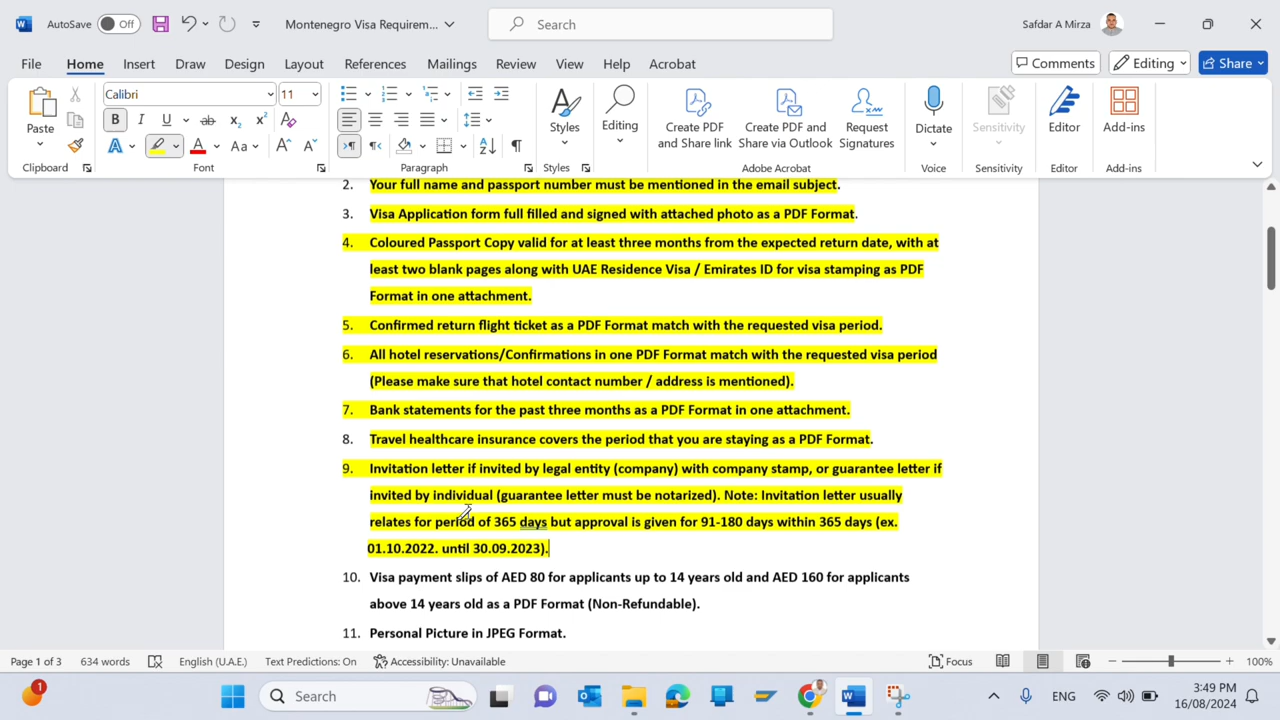 AutoSave Off Montenegro Visa Requirem... Search Safdar A Mirza
File Home Insert Draw Design Layout References Mailings Review View Help Acrobat Comments Editing Share
Calibri 11
Paste
B I U ab x₂ x²
A A Aa A A
Styles Editing Create PDF and Share link Create PDF and Share via Outlook Request Signatures Dictate Sensitivity Editor Add-ins
Clipboard Font Paragraph Styles Adobe Acrobat Voice Sensitivity Editor Add-ins
2. Your full name and passport number must be mentioned in the email subject.
3. Visa Application form full filled and signed with attached photo as a PDF Format.
4. Coloured Passport Copy valid for at least three months from the expected return date, with at
least two blank pages along with UAE Residence Visa / Emirates ID for visa stamping as PDF
Format in one attachment.
5. Confirmed return flight ticket as a PDF Format match with the requested visa period.
6. All hotel reservations/Confirmations in one PDF Format match with the requested visa period
(Please make sure that hotel contact number / address is mentioned).
7. Bank statements for the past three months as a PDF Format in one attachment.
8. Travel healthcare insurance covers the period that you are staying as a PDF Format.
9. Invitation letter if invited by legal entity (company) with company stamp, or guarantee letter if
invited by individual (guarantee letter must be notarized). Note: Invitation letter usually
relates for period of 365 days but approval is given for 91-180 days within 365 days (ex.
01.10.2022. until 30.09.2023).
10. Visa payment slips of AED 80 for applicants up to 14 years old and AED 160 for applicants
above 14 years old as a PDF Format (Non-Refundable).
11. Personal Picture in JPEG Format.
Page 1 of 3 634 words English (U.A.E.) Text Predictions: On Accessibility: Unavailable Focus 100%
1 Search ENG 3:49 PM
16/08/2024